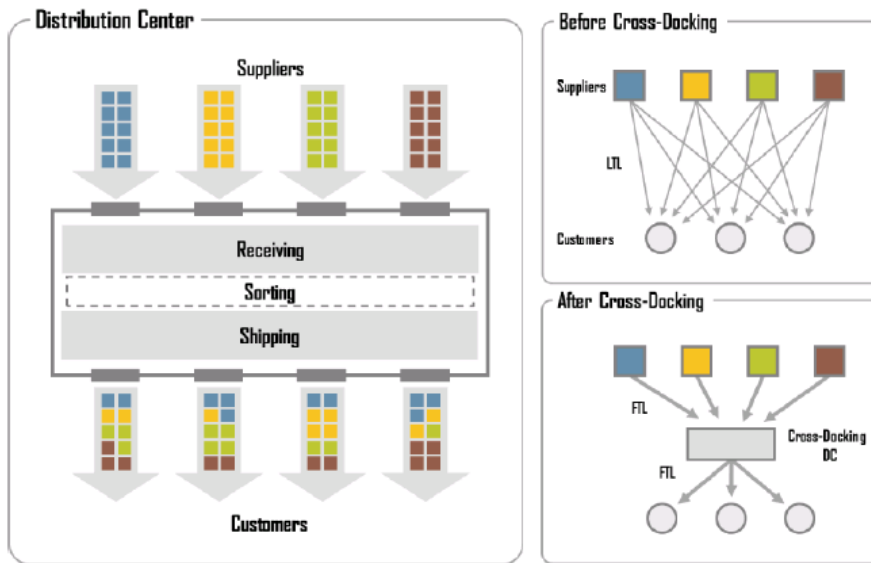 Distribution Center
Suppliers
Receiving
Sorting
Shipping
Customers
Before Cross-Docking
Suppliers
LTL
Customers
After Cross-Docking
FTL
Cross-Docking
DC
FTL